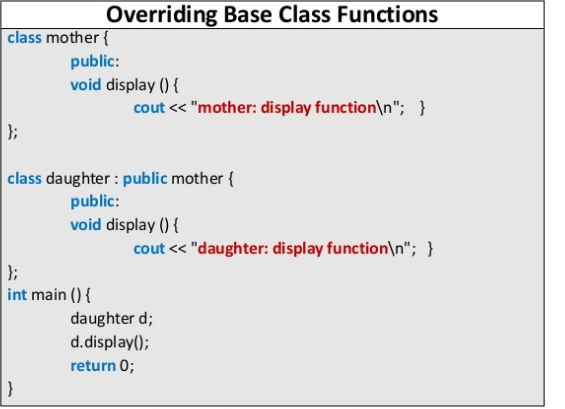 Overriding Base Class Functions
class mother {
public:
void display () {
cout << "mother: display function\n"; }
};
class daughter : public mother {
public:
void display () {
cout << "daughter: display function\n"; }
};
int main () {
daughter d;
d.display();
return 0;
}